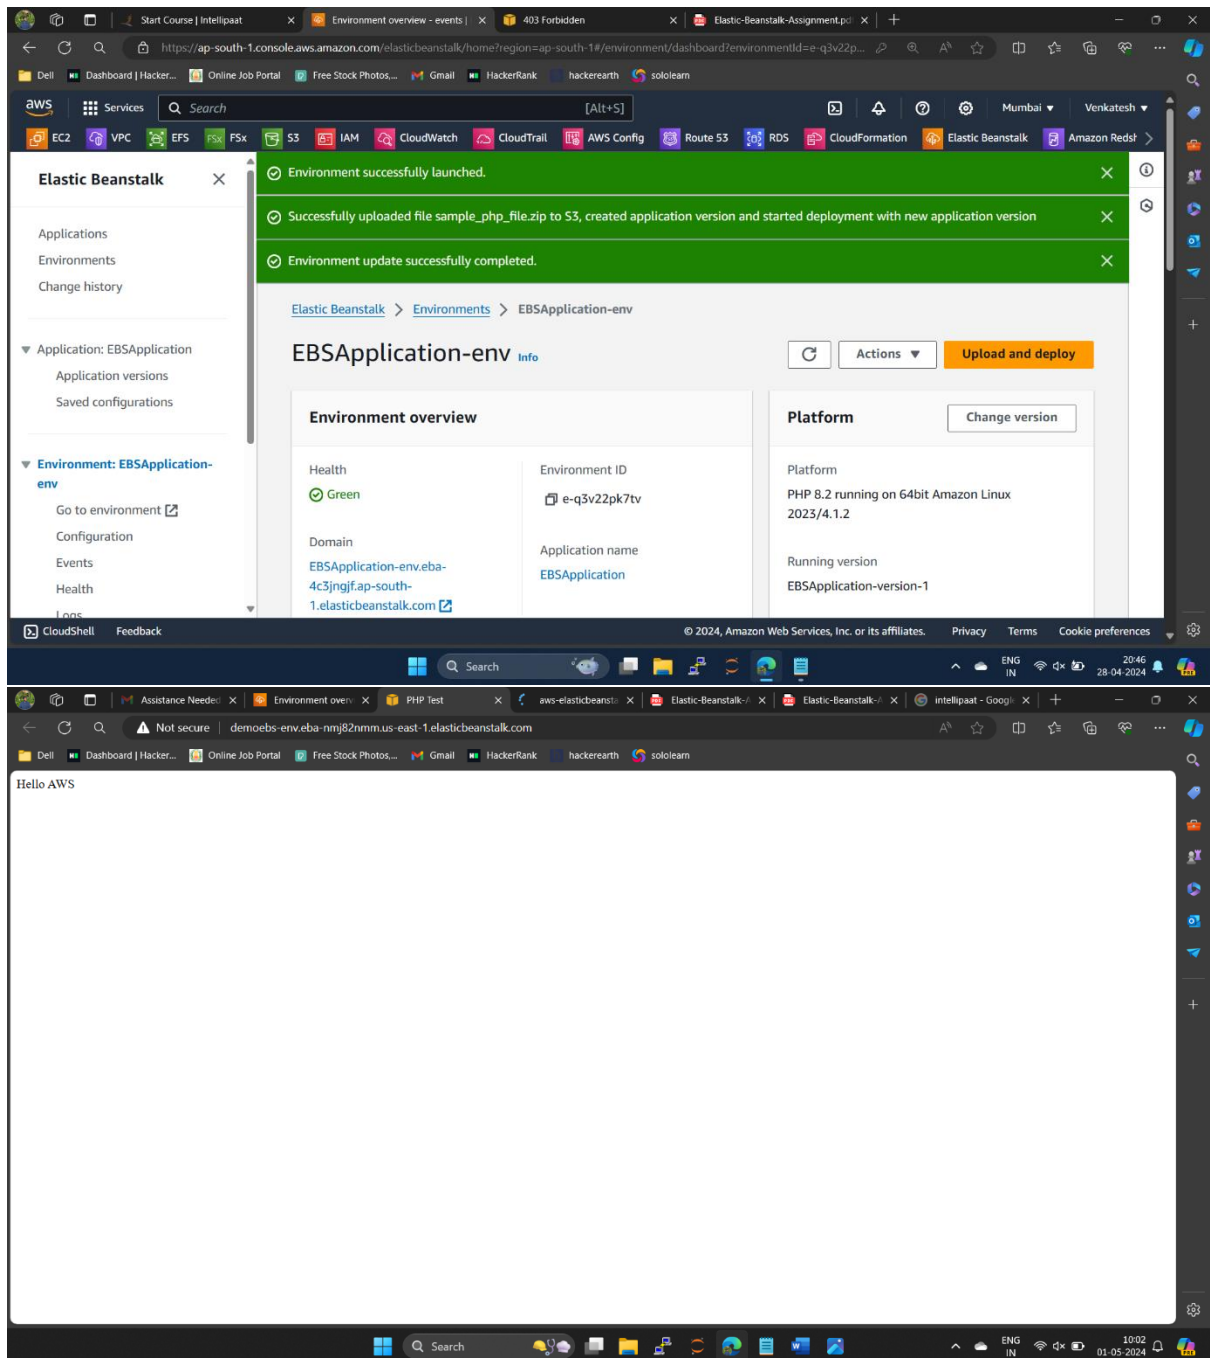 Start Course | Intellipaat
Environment overview - events |
403 Forbidden
Elastic-Beanstalk-Assignment.pd
https://ap-south-1.console.aws.amazon.com/elasticbeanstalk/home?region=ap-south-1#/environment/dashboard?environmentId=e-q3v22p...
Dell Dashboard | Hacker... Online Job Portal Free Stock Photos,... Gmail HackerRank hackerearth sololearn
aws Services Search [Alt+S] Mumbai Venkatesh
EC2 VPC EFS FSx FSx S3 IAM CloudWatch CloudTrail AWS Config Route 53 RDS CloudFormation Elastic Beanstalk Amazon Redsh
Elastic Beanstalk
Applications
Environments
Change history
Application: EBSApplication
Application versions
Saved configurations
Environment: EBSApplication-
env
Go to environment
Configuration
Events
Health
Logs
Environment successfully launched.
Successfully uploaded file sample_php_file.zip to S3, created application version and started deployment with new application version
Environment update successfully completed.
Elastic Beanstalk > Environments > EBSApplication-env
EBSApplication-env Info
Actions
Upload and deploy
Environment overview
Health
Green
Domain
EBSApplication-env.eba-
4c3jngjf.ap-south-
1.elasticbeanstalk.com
Environment ID
e-q3v22pk7tv
Application name
EBSApplication
Platform
Change version
Platform
PHP 8.2 running on 64bit Amazon Linux
2023/4.1.2
Running version
EBSApplication-version-1
CloudShell Feedback © 2024, Amazon Web Services, Inc. or its affiliates. Privacy Terms Cookie preferences
Search
ENG
IN
20:46
28-04-2024
Assistance Needed
Environment overv
PHP Test
aws-elasticbeansta
Elastic-Beanstalk-A
Elastic-Beanstalk-A
intellipaat - Googl
Not secure | demoebs-env.eba-nmj82nmm.us-east-1.elasticbeanstalk.com
Dell Dashboard | Hacker... Online Job Portal Free Stock Photos,... Gmail HackerRank hackerearth sololearn
Hello AWS
Search
ENG
IN
10:02
01-05-2024